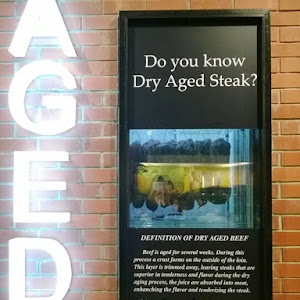 AGED
Do you know
Dry Aged Steak?
DEFINITION OF DRY AGED BEEF
Beef is aged for several weeks. During this
process a crust forms on the outside of the loin.
This layer is trimmed away, leaving steaks that are
superior in tenderness and flavor during the dry
aging process, the juice are absorbed into meat,
enhancing the flavor and tenderizing the steak.